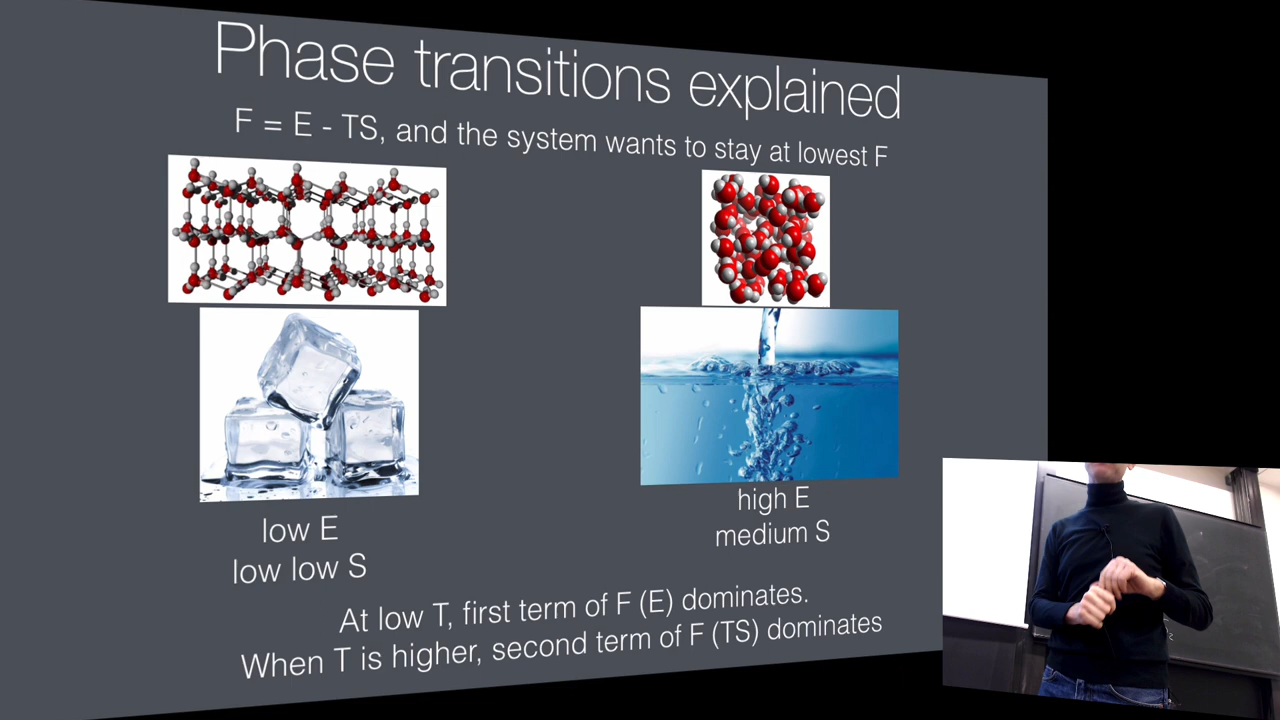 Phase transitions explained
F = E - TS, and the system wants to stay at lowest F
low E
low low S
high E
medium S
At low T, first term of F (E) dominates.
When T is higher, second term of F (TS) dominates